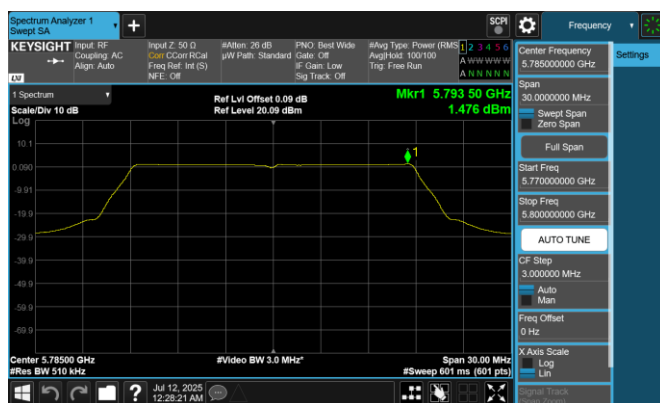 Spectrum Analyzer 1
Swept SA
SCPI
Frequency
KEYSIGHT
Input: RF
Coupling: AC
Align: Auto
Input Z: 50 Ω
Corr CCorr RCal
Freq Ref: Int (S)
NFE: Off
#Atten: 26 dB
µW Path: Standard
PNO: Best Wide
Gate: Off
IF Gain: Low
Sig Track: Off
#Avg Type: Power (RMS
Avg|Hold: 100/100
Trig: Free Run
1 2 3 4 5 6
A W W W W W
A N N N N N
LXI
1 Spectrum
Scale/Div 10 dB
Ref Lvl Offset 0.09 dB
Ref Level 20.09 dBm
Mkr1 5.793 50 GHz
1.476 dBm
Log
10.1
0.090
-9.91
-19.9
-29.9
-39.9
-49.9
-59.9
-69.9
1
Center 5.78500 GHz
#Res BW 510 kHz
#Video BW 3.0 MHz*
Span 30.00 MHz
#Sweep 601 ms (601 pts)
Jul 12, 2025
12:28:21 AM
Center Frequency
5.785000000 GHz
Settings
Span
30.0000000 MHz
Swept Span
Zero Span
Full Span
Start Freq
5.770000000 GHz
Stop Freq
5.800000000 GHz
AUTO TUNE
CF Step
3.000000 MHz
Auto
Man
Freq Offset
0 Hz
X Axis Scale
Log
Lin
Signal Track
(Span Zoom)